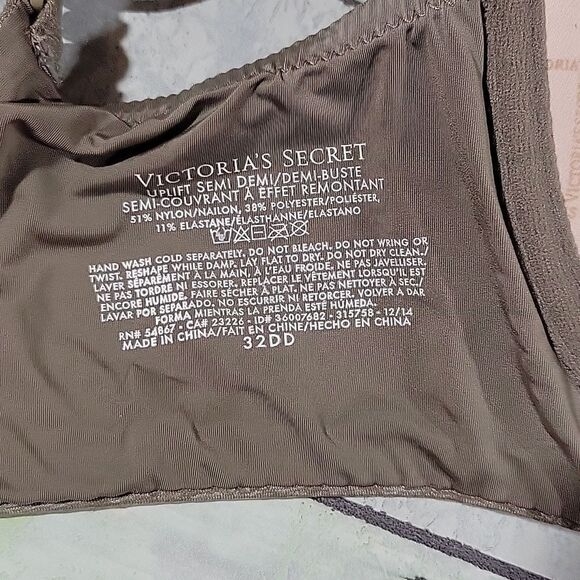 VICTORIA'S SECRET
UPLIFT SEMI DEMI/DEMI-BUSTE
SEMI-COUVRANT À EFFET REMONTANT
51% NYLON/NAILON, 38% POLYESTER/POLIÉSTER,
11% ELASTANE/ÉLASTHANNE/ELASTANO
HAND WASH COLD SEPARATELY. DO NOT BLEACH. DO NOT WRING OR
TWIST. RESHAPE WHILE DAMP. LAY FLAT TO DRY. DO NOT DRY CLEAN./
LAVER SÉPARÉMENT À LA MAIN, À L'EAU FROIDE. NE PAS JAVELISER.
NE PAS TORDRE NI ESSORER. REPLACER LE VÊTEMENT LORSQU'IL EST
ENCORE HUMIDE. FAIRE SÉCHER À PLAT. NE PAS NETTOYER À SEC./
LAVAR POR SEPARADO. NO ESCURRIR NI RETORCER. VOLVER A DAR
FORMA MIENTRAS LA PRENDA ESTÉ HÚMEDA.
RN# 54867 • CA# 23226 • ID# 36007682 • 315758 • 12/14
MADE IN CHINA/FAIT EN CHINE/HECHO EN CHINA
32DD